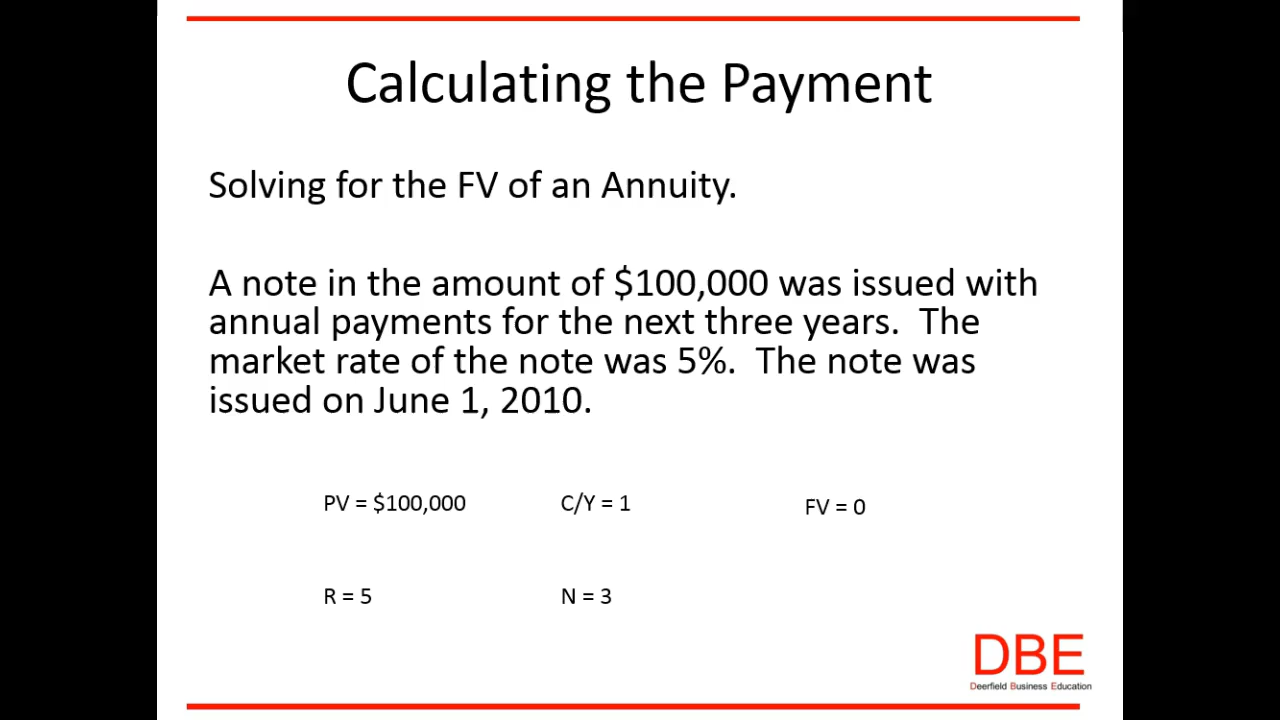 Calculating the Payment
Solving for the FV of an Annuity.
A note in the amount of $100,000 was issued with
annual payments for the next three years.  The
market rate of the note was 5%.  The note was
issued on June 1, 2010.
PV = $100,000
C/Y = 1
FV = 0
R = 5
N = 3
DBE
Deerfield Business Education